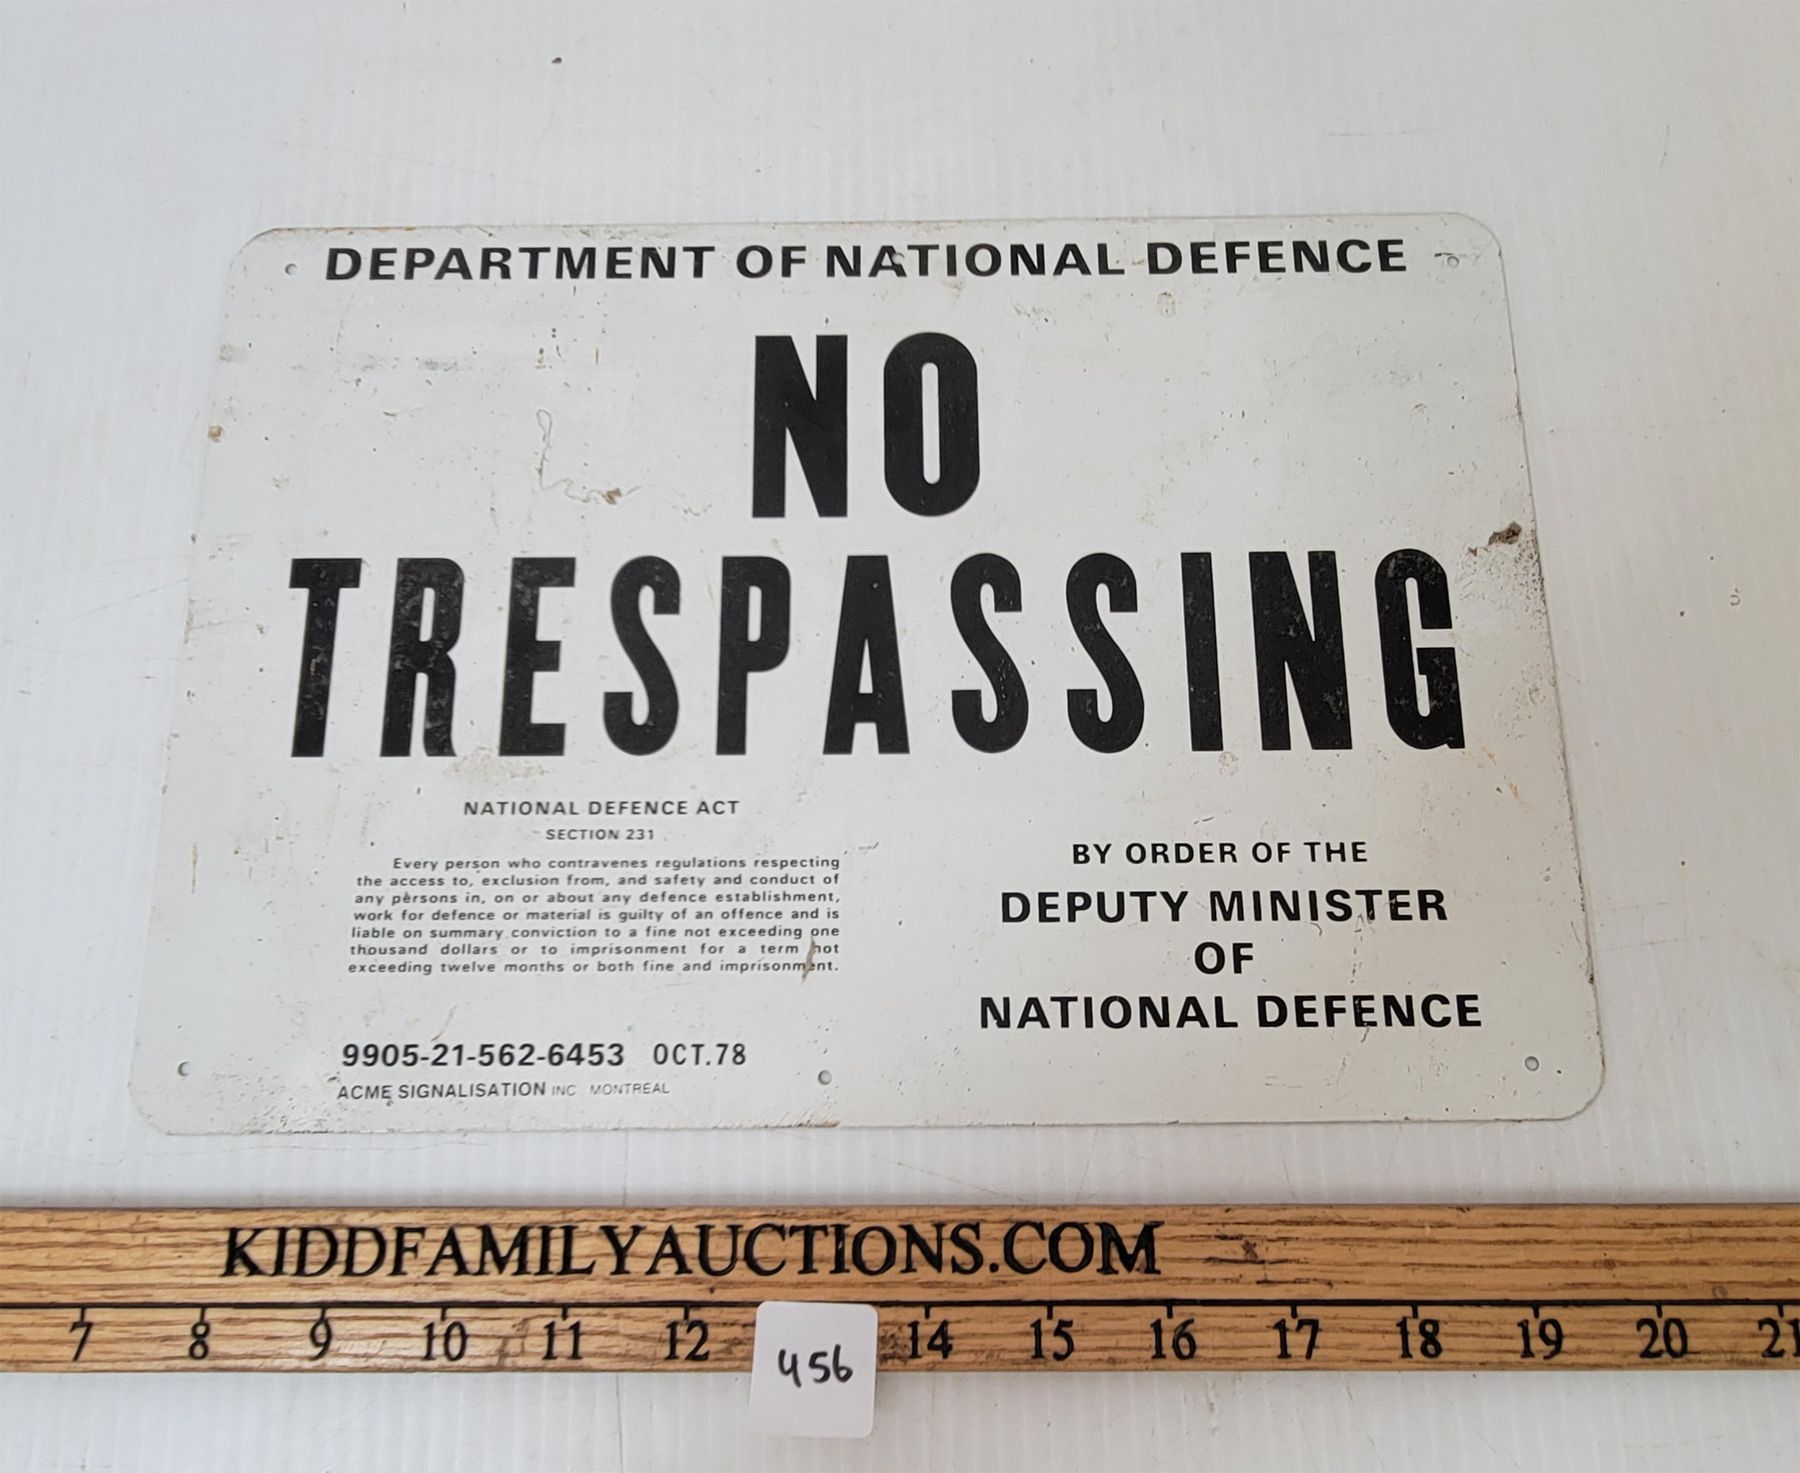 DEPARTMENT OF NATIONAL DEFENCE
NO
TRESPASSING
NATIONAL DEFENCE ACT
SECTION 231
Every person who contravenes regulations respecting
the access to, exclusion from, and safety and conduct of
any persons in, on or about any defence establishment,
work for defence or material is guilty of an offence and is
liable on summary conviction to a fine not exceeding one
thousand dollars or to imprisonment for a term not
exceeding twelve months or both fine and imprisonment.
9905-21-562-6453 OCT.78
ACME SIGNALISATION INC MONTREAL
BY ORDER OF THE
DEPUTY MINISTER
OF
NATIONAL DEFENCE
KIDDFAMILYAUCTIONS.COM
7 8 9 10 11 12 14 15 16 17 18 19 20 21
456